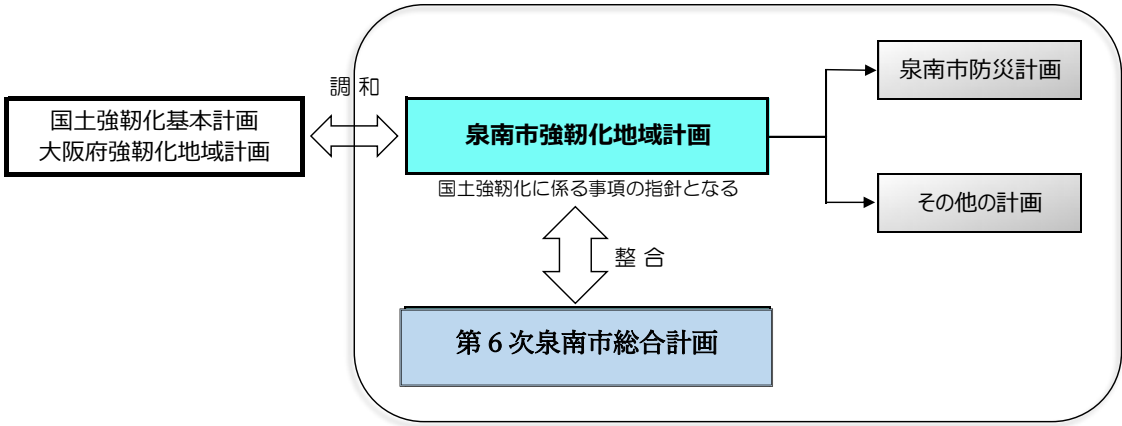 調 和
国土強靭化基本計画
大阪府強靭化地域計画
泉南市強靭化地域計画
国土強靭化に係る事項の指針となる
泉南市防災計画
その他の計画
整 合
第６次泉南市総合計画